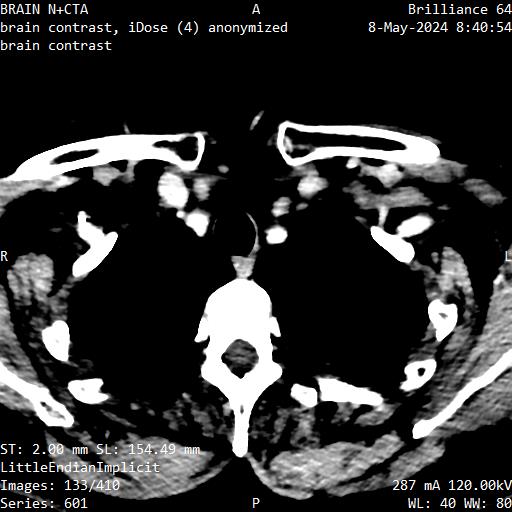 BRAIN N+CTA
brain contrast, iDose (4) anonymized
brain contrast
A
Brilliance 64
8-May-2024 8:40:54
R
L
ST: 2.00 mm SL: 154.49 mm
LittleEndianImplicit
Images: 133/410
Series: 601
P
287 mA 120.00kV
WL: 40 WW: 80